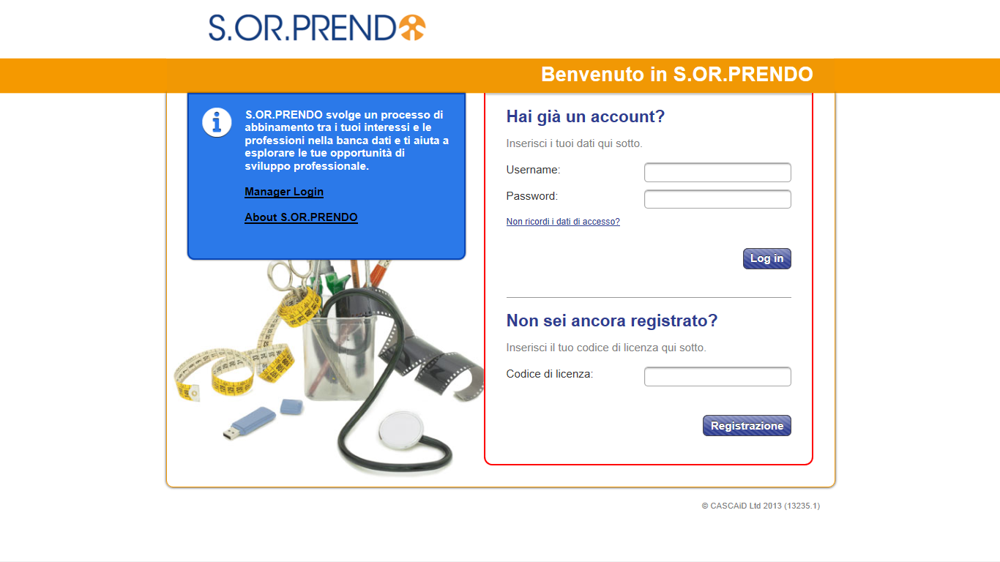 S.OR.PRENDO
Benvenuto in S.OR.PRENDO
S.OR.PRENDO svolge un processo di
abbinamento tra i tuoi interessi e le
professioni nella banca dati e ti aiuta a
esplorare le tue opportunità di
sviluppo professionale.
Manager Login
About S.OR.PRENDO
Hai già un account?
Inserisci i tuoi dati qui sotto.
Username:
Password:
Non ricordi i dati di accesso?
Log in
Non sei ancora registrato?
Inserisci il tuo codice di licenza qui sotto.
Codice di licenza:
Registrazione
© CASCAiD Ltd 2013 (13235.1)